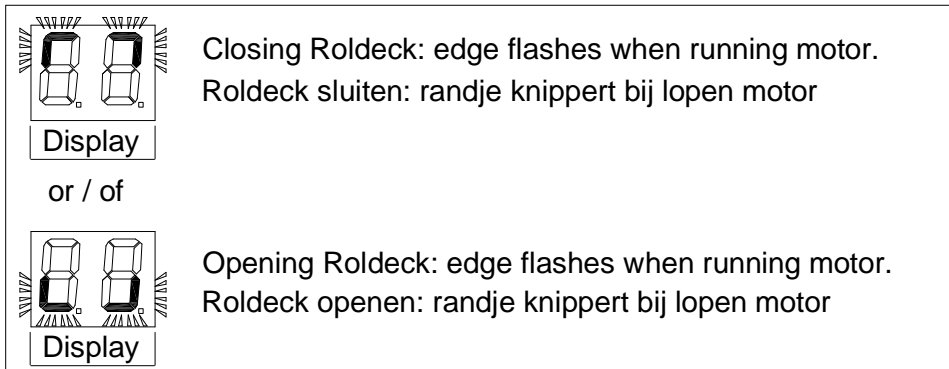 Closing Roldeck: edge flashes when running motor.
Roldeck sluiten: randje knippert bij lopen motor
Display
or / of
Opening Roldeck: edge flashes when running motor.
Roldeck openen: randje knippert bij lopen motor
Display